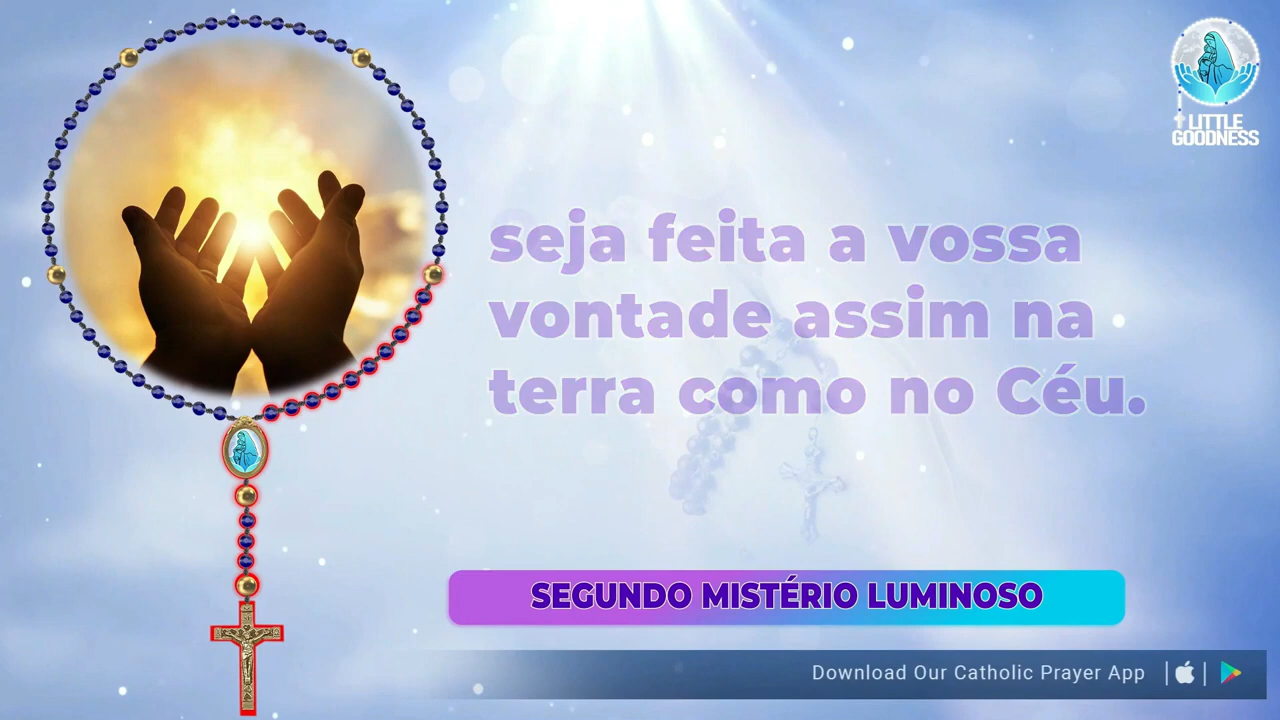 LITTLE
GOODNESS
seja feita a vossa
vontade assim na
terra como no Céu.
SEGUNDO MISTÉRIO LUMINOSO
Download Our Catholic Prayer App